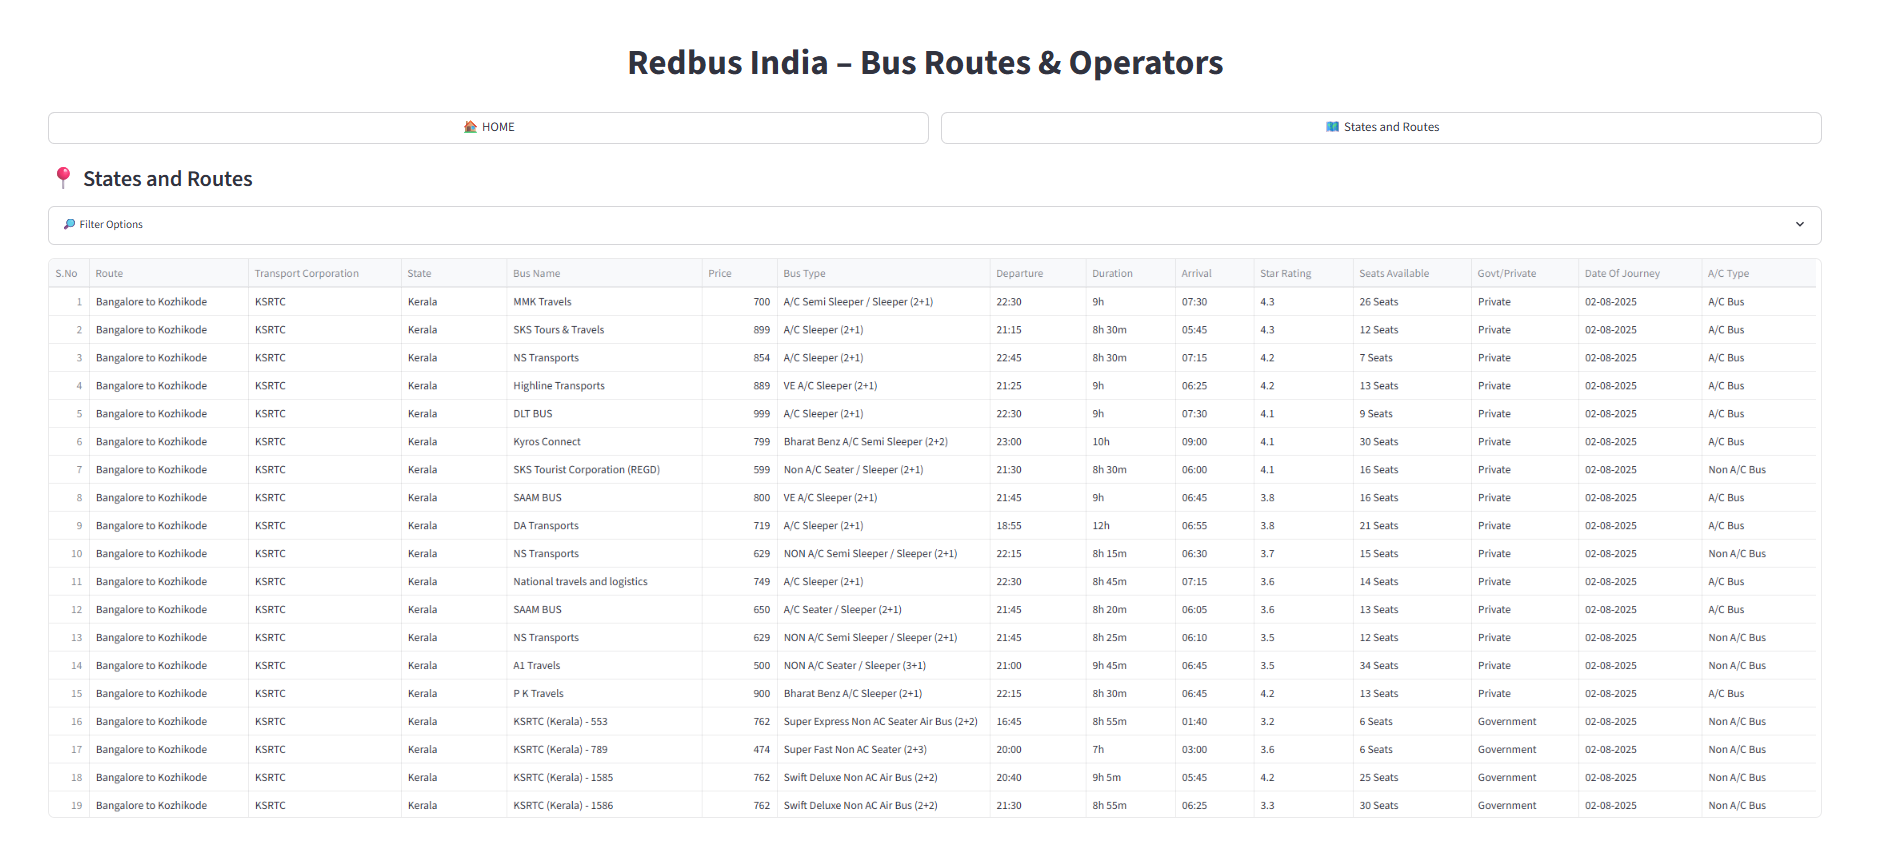 Redbus India – Bus Routes & Operators
HOME
States and Routes
States and Routes
Filter Options
S.No Route Transport Corporation State Bus Name Price Bus Type Departure Duration Arrival Star Rating Seats Available Govt/Private Date Of Journey A/C Type
1 Bangalore to Kozhikode KSRTC Kerala MMK Travels 700 A/C Semi Sleeper / Sleeper (2+1) 22:30 9h 07:30 4.3 26 Seats Private 02-08-2025 A/C Bus
2 Bangalore to Kozhikode KSRTC Kerala SKS Tours & Travels 899 A/C Sleeper (2+1) 21:15 8h 30m 05:45 4.3 12 Seats Private 02-08-2025 A/C Bus
3 Bangalore to Kozhikode KSRTC Kerala NS Transports 854 A/C Sleeper (2+1) 22:45 8h 30m 07:15 4.2 7 Seats Private 02-08-2025 A/C Bus
4 Bangalore to Kozhikode KSRTC Kerala Highline Transports 889 VE A/C Sleeper (2+1) 21:25 9h 06:25 4.2 13 Seats Private 02-08-2025 A/C Bus
5 Bangalore to Kozhikode KSRTC Kerala DLT BUS 999 A/C Sleeper (2+1) 22:30 9h 07:30 4.1 9 Seats Private 02-08-2025 A/C Bus
6 Bangalore to Kozhikode KSRTC Kerala Kyros Connect 799 Bharat Benz A/C Semi Sleeper (2+2) 23:00 10h 09:00 4.1 30 Seats Private 02-08-2025 A/C Bus
7 Bangalore to Kozhikode KSRTC Kerala SKS Tourist Corporation (REGD) 599 Non A/C Seater / Sleeper (2+1) 21:30 8h 30m 06:00 4.1 16 Seats Private 02-08-2025 Non A/C Bus
8 Bangalore to Kozhikode KSRTC Kerala SAAM BUS 800 VE A/C Sleeper (2+1) 21:45 9h 06:45 3.8 16 Seats Private 02-08-2025 A/C Bus
9 Bangalore to Kozhikode KSRTC Kerala DA Transports 719 A/C Sleeper (2+1) 18:55 12h 06:55 3.8 21 Seats Private 02-08-2025 A/C Bus
10 Bangalore to Kozhikode KSRTC Kerala NS Transports 629 NON A/C Semi Sleeper / Sleeper (2+1) 22:15 8h 15m 06:30 3.7 15 Seats Private 02-08-2025 Non A/C Bus
11 Bangalore to Kozhikode KSRTC Kerala National travels and logistics 749 A/C Sleeper (2+1) 22:30 8h 45m 07:15 3.6 14 Seats Private 02-08-2025 A/C Bus
12 Bangalore to Kozhikode KSRTC Kerala SAAM BUS 650 A/C Seater / Sleeper (2+1) 21:45 8h 20m 06:05 3.6 13 Seats Private 02-08-2025 A/C Bus
13 Bangalore to Kozhikode KSRTC Kerala NS Transports 629 NON A/C Semi Sleeper / Sleeper (2+1) 21:45 8h 25m 06:10 3.5 12 Seats Private 02-08-2025 Non A/C Bus
14 Bangalore to Kozhikode KSRTC Kerala A1 Travels 500 NON A/C Seater / Sleeper (3+1) 21:00 9h 45m 06:45 3.5 34 Seats Private 02-08-2025 Non A/C Bus
15 Bangalore to Kozhikode KSRTC Kerala P K Travels 900 Bharat Benz A/C Sleeper (2+1) 22:15 8h 30m 06:45 4.2 13 Seats Private 02-08-2025 A/C Bus
16 Bangalore to Kozhikode KSRTC Kerala KSRTC (Kerala) - 553 762 Super Express Non AC Seater Air Bus (2+2) 16:45 8h 55m 01:40 3.2 6 Seats Government 02-08-2025 Non A/C Bus
17 Bangalore to Kozhikode KSRTC Kerala KSRTC (Kerala) - 789 474 Super Fast Non AC Seater (2+3) 20:00 7h 03:00 3.6 6 Seats Government 02-08-2025 Non A/C Bus
18 Bangalore to Kozhikode KSRTC Kerala KSRTC (Kerala) - 1585 762 Swift Deluxe Non AC Air Bus (2+2) 20:40 9h 5m 05:45 4.2 25 Seats Government 02-08-2025 Non A/C Bus
19 Bangalore to Kozhikode KSRTC Kerala KSRTC (Kerala) - 1586 762 Swift Deluxe Non AC Air Bus (2+2) 21:30 8h 55m 06:25 3.3 30 Seats Government 02-08-2025 Non A/C Bus